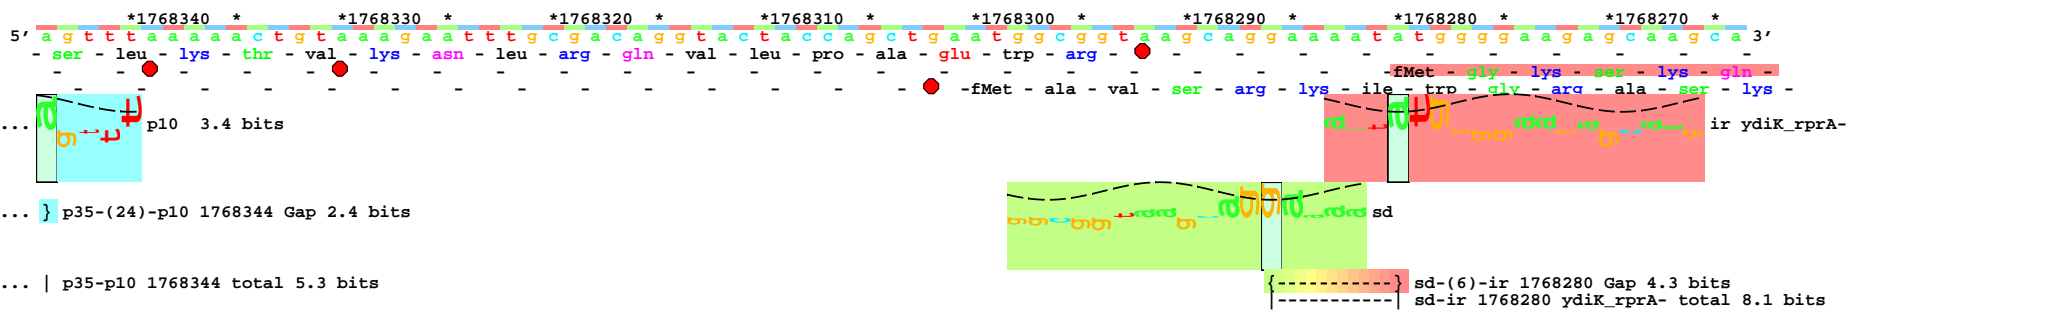 *1768340 * *1768330 * *1768320 * *1768310 * *1768300 * *1768290 * *1768280 * *1768270 *
5' a g t t t a a a a a c t g t a a a g a a t t t g c g a c a g g t a c t a c c a g c t g a a t g g c g g t a a g c a g g a a a a t a t g g g g a a g a g c a a g c a 3'
- ser - leu - lys - thr - val - lys - asn - leu - arg - gln - val - leu - pro - ala - glu - trp - arg - - - - - - - - - - -
- - - - - - - - - - - - - - - - - - - - - -fMet - gly - lys - ser - lys - gln -
- - - - - - - - - - - - - - -fMet - ala - val - ser - arg - lys - ile - trp - gly - arg - ala - ser - lys -
... a g t t t p10 3.4 bits
... ir ydiK_rprA-
... } p35-(24)-p10 1768344 Gap 2.4 bits
sd
... | p35-p10 1768344 total 5.3 bits
{-----------} sd-(6)-ir 1768280 Gap 4.3 bits
|-----------| sd-ir 1768280 ydiK_rprA- total 8.1 bits